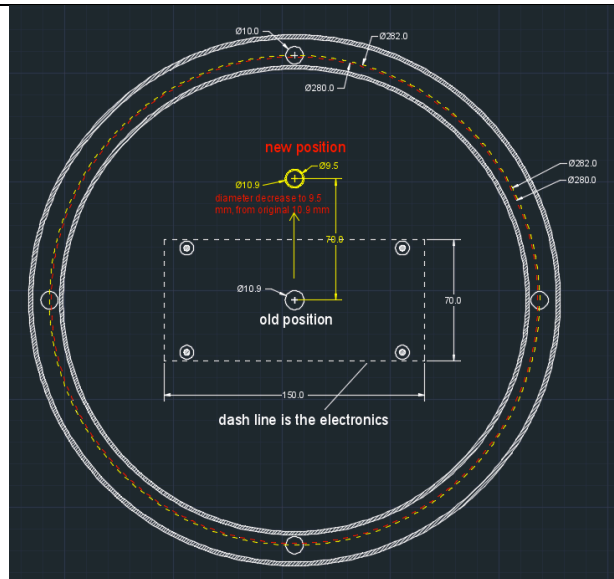 Ø10.0
Ø282.0
Ø280.0
new position
Ø9.5
Ø10.9
diameter decrease to 9.5
mm; from original 10.9 mm
Ø282.0
Ø280.0
Ø10.9
70.0
old position
150.0
dash line is the electronics